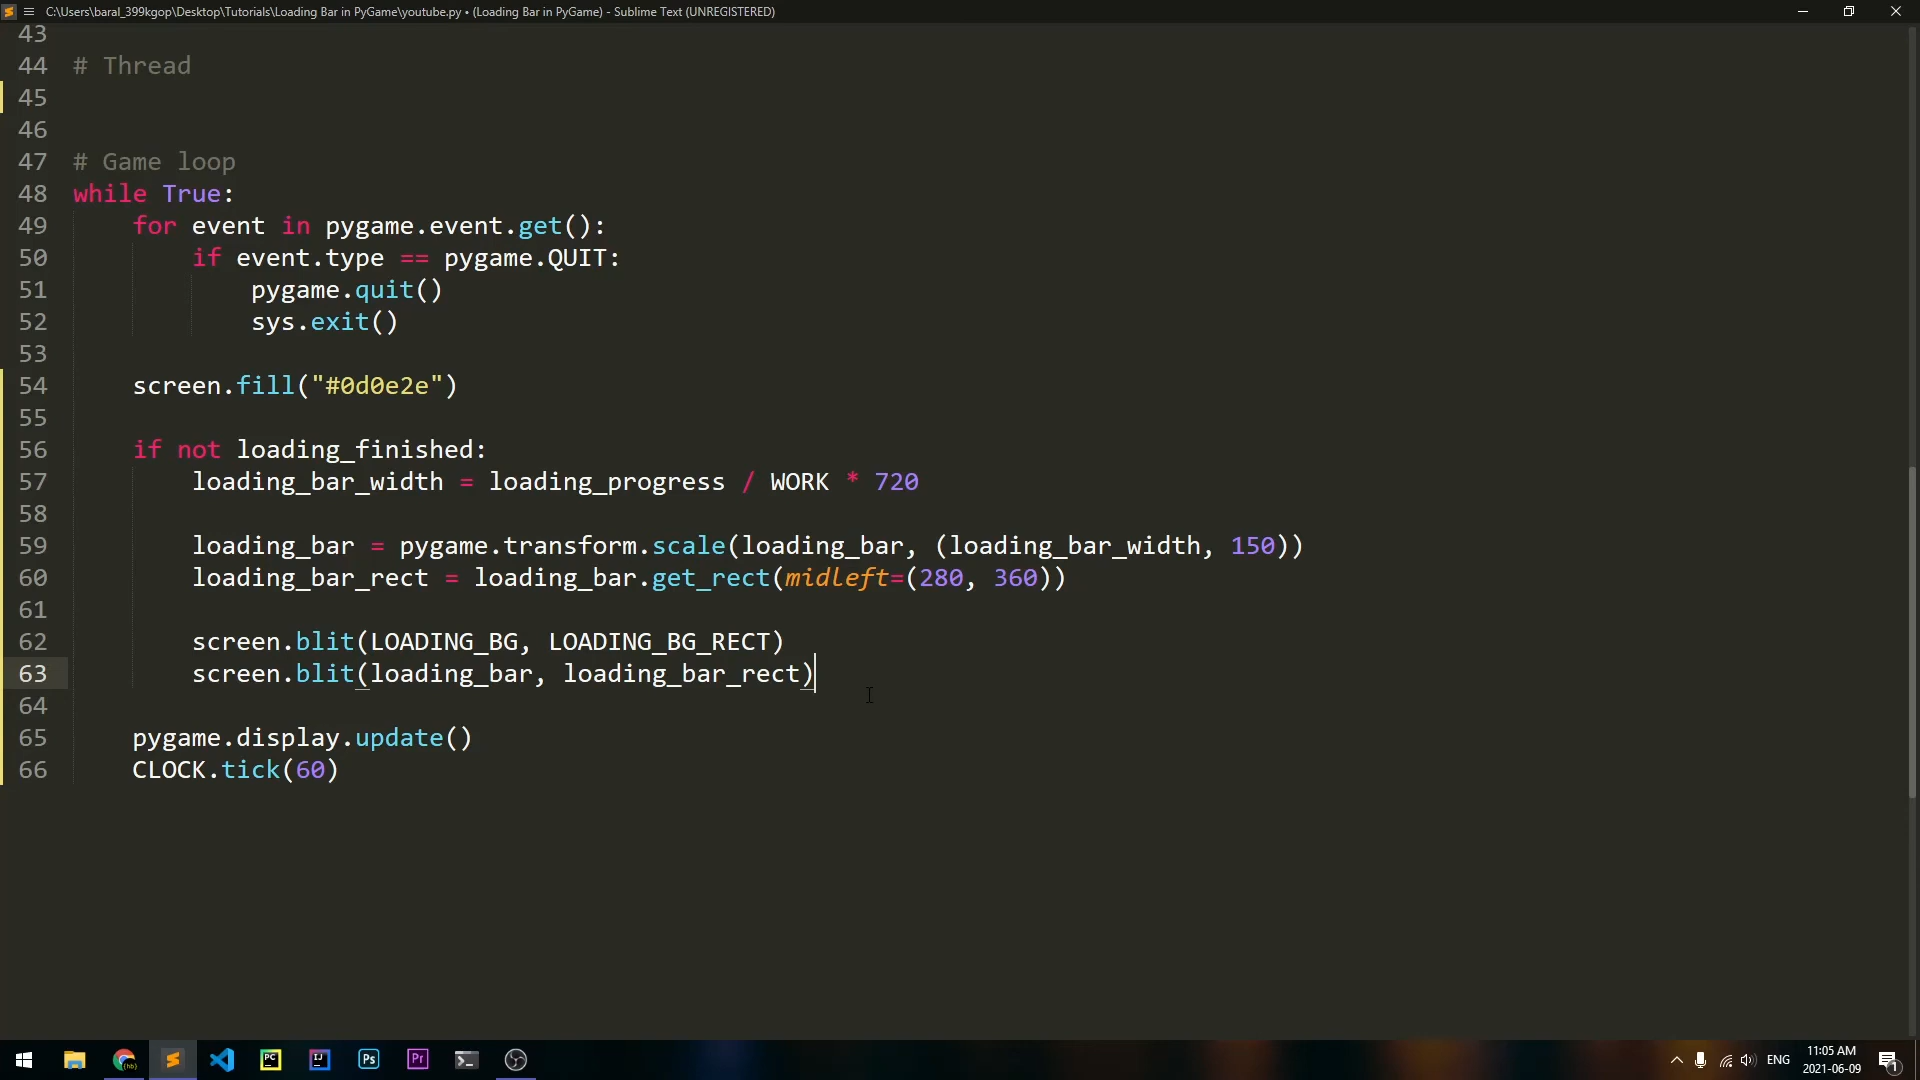 C:\Users\baral_399kgop\Desktop\Tutorials\Loading Bar in PyGame\youtube.py • (Loading Bar in PyGame) - Sublime Text (UNREGISTERED)
43
44 # Thread
45
46
47 # Game loop
48 while True:
49 for event in pygame.event.get():
50 if event.type == pygame.QUIT:
51 pygame.quit()
52 sys.exit()
53
54 screen.fill("#0d0e2e")
55
56 if not loading_finished:
57 loading_bar_width = loading_progress / WORK * 720
58
59 loading_bar = pygame.transform.scale(loading_bar, (loading_bar_width, 150))
60 loading_bar_rect = loading_bar.get_rect(midleft=(280, 360))
61
62 screen.blit(LOADING_BG, LOADING_BG_RECT)
63 screen.blit(loading_bar, loading_bar_rect)
64
65 pygame.display.update()
66 CLOCK.tick(60)
PC IJ Ps Pr
ENG
11:05 AM
2021-06-09
1